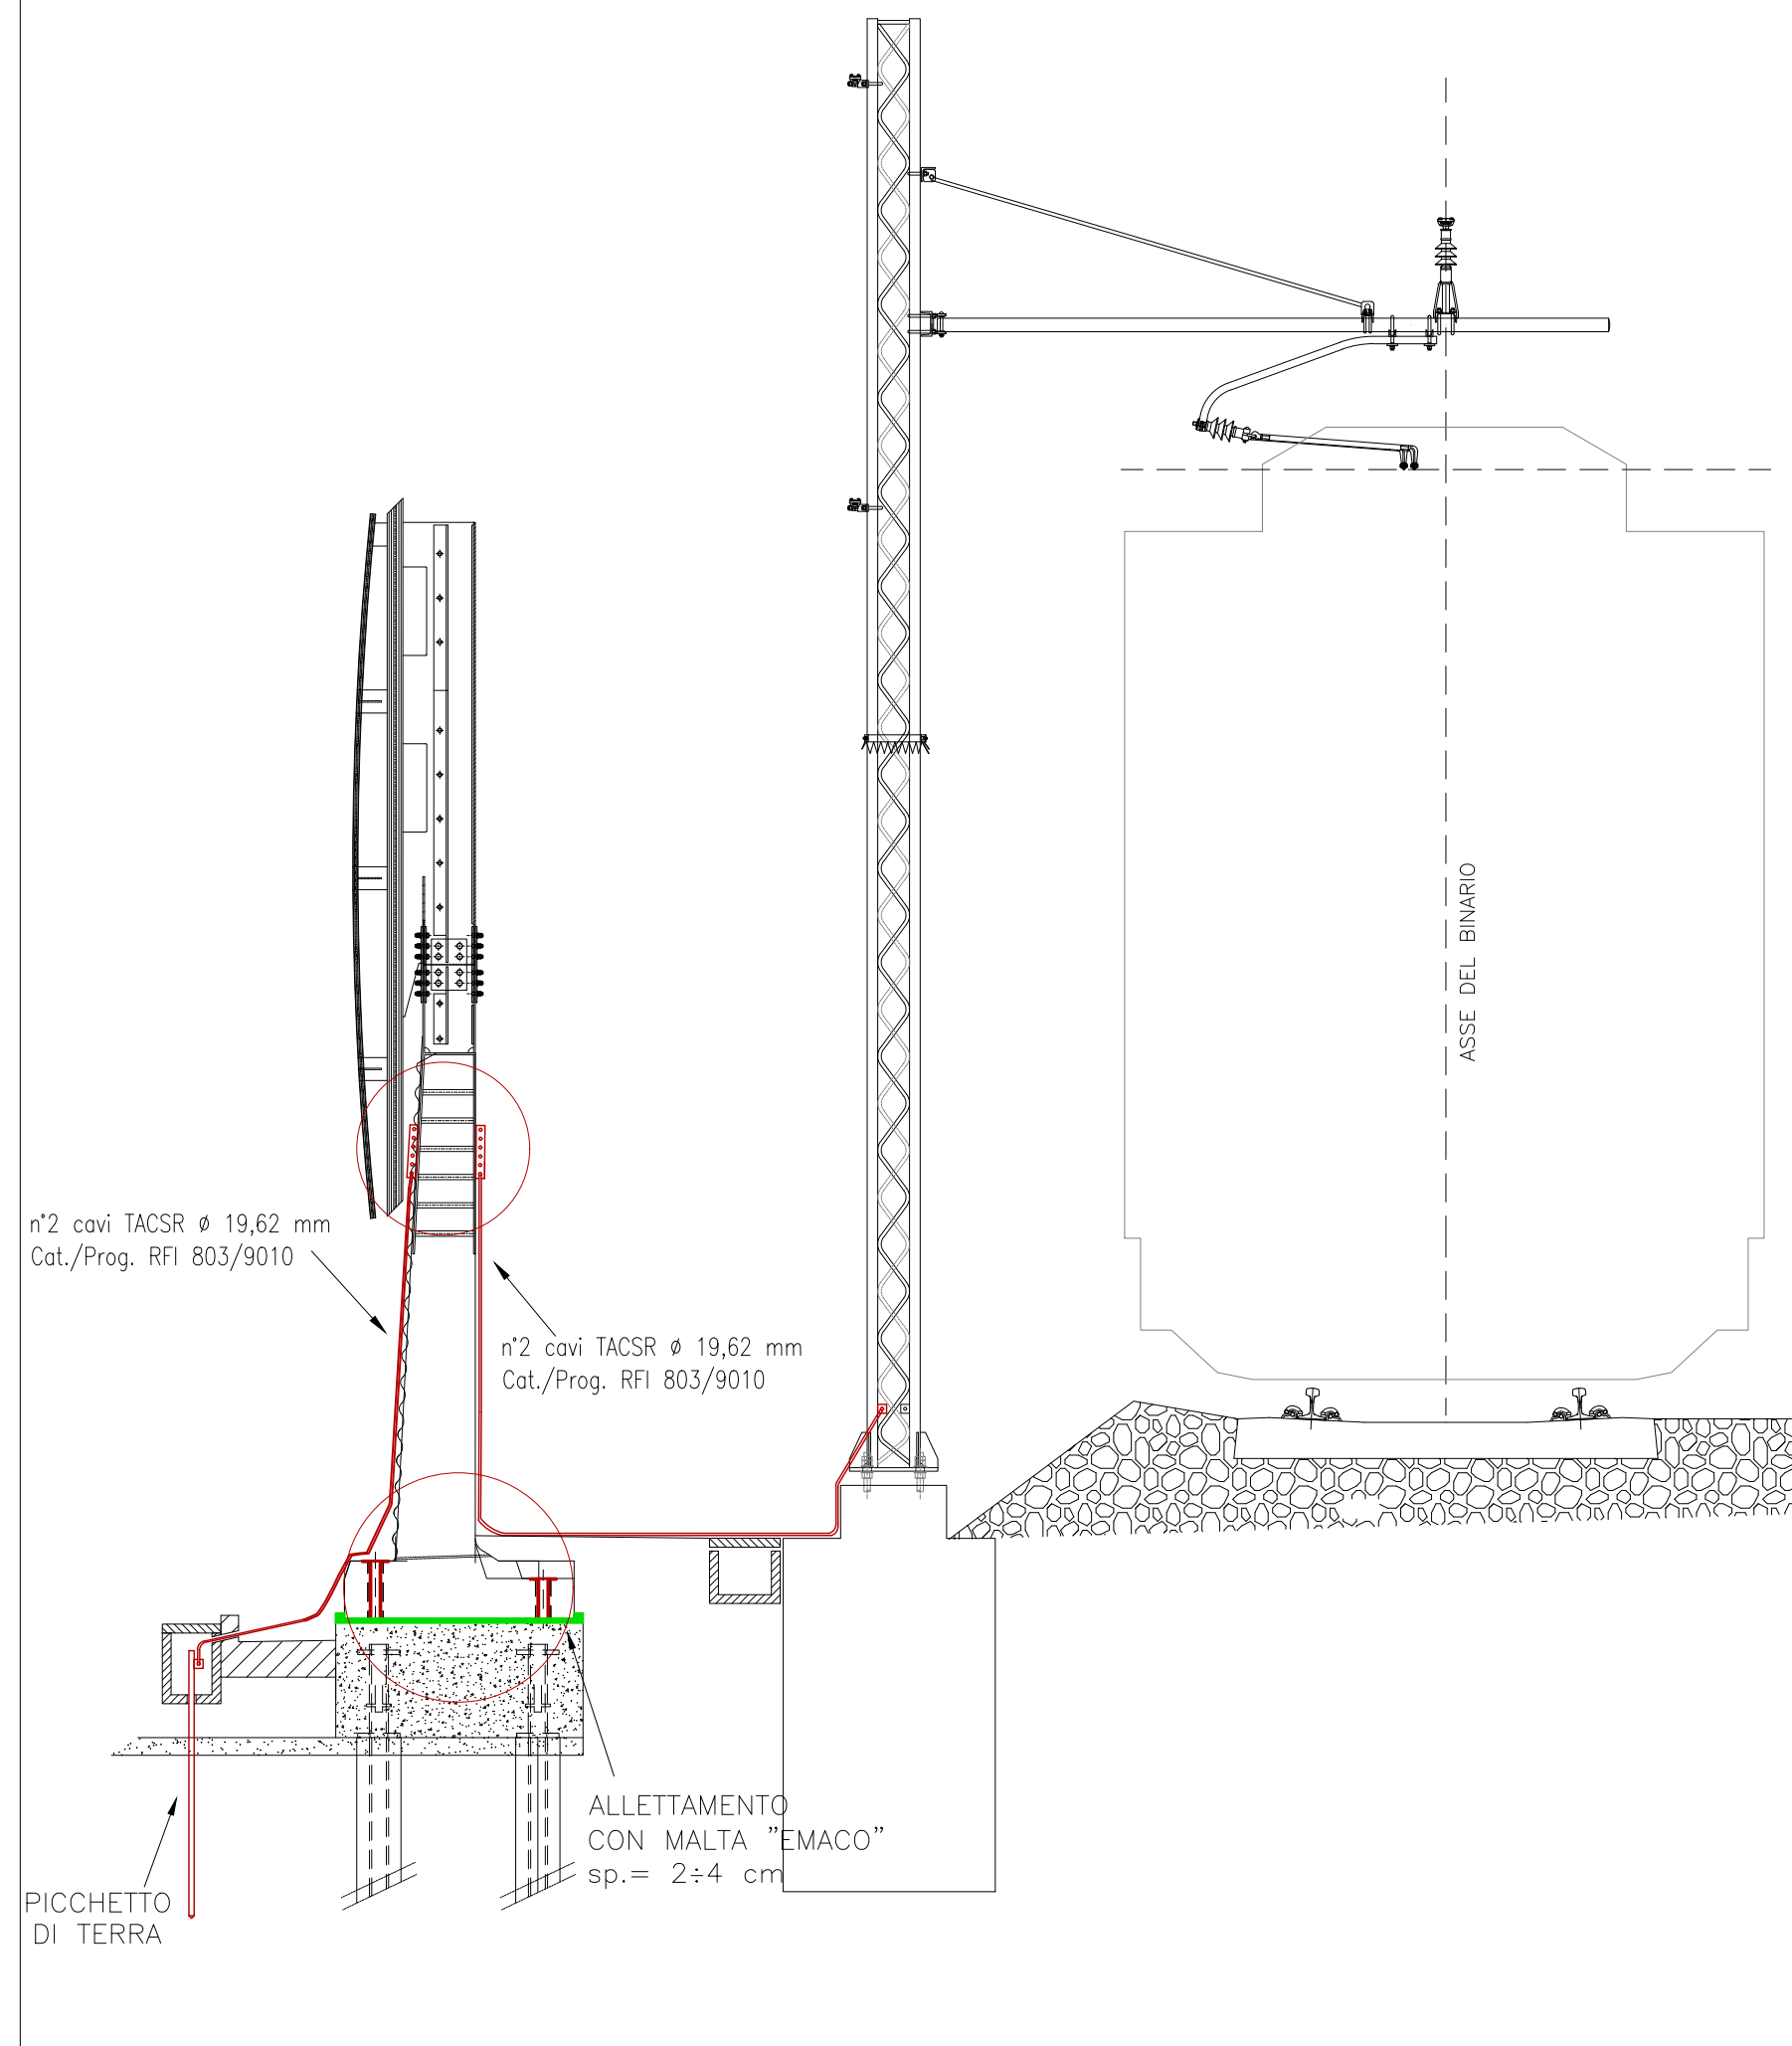 ASSE DEL BINARIO
n°2 cavi TACSR ø 19,62 mm
Cat./Prog. RFI 803/9010
n°2 cavi TACSR ø 19,62 mm
Cat./Prog. RFI 803/9010
ALLETTAMENTO
CON MALTA "EMACO"
sp.= 2÷4 cm
PICCHETTO
DI TERRA